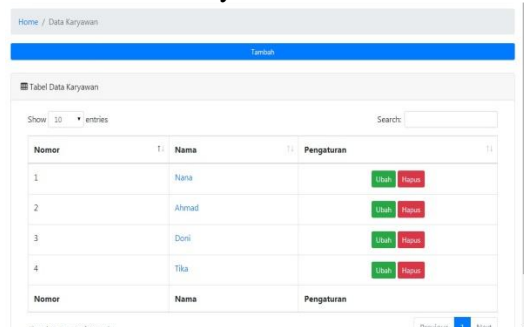 Home / Data Karyawan
Tambah
Tabel Data Karyawan
Show 10 entries Search:
Nomor Nama Pengaturan
1 Nana Ubah Hapus
2 Ahmad Ubah Hapus
3 Doni Ubah Hapus
4 Tika Ubah Hapus
Nomor Nama Pengaturan
Previous 1 Next